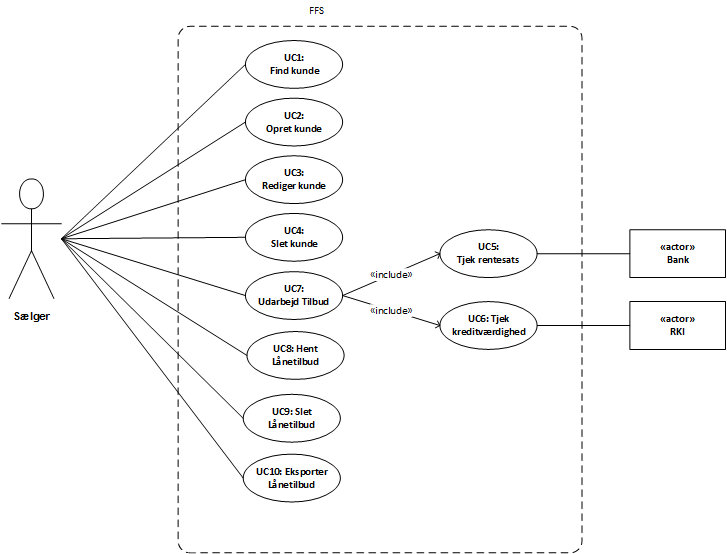 FFS
UC1:
Find kunde
UC2:
Opret kunde
UC3:
Rediger kunde
UC4:
Slet kunde
UC7:
Udarbejd Tilbud
UC8: Hent
Lånetilbud
UC9: Slet
Lånetilbud
UC10: Eksporter
Lånetilbud
Sælger
«include»
«include»
UC5:
Tjek rentesats
UC6: Tjek
kreditværdighed
«actor»
Bank
«actor»
RKI